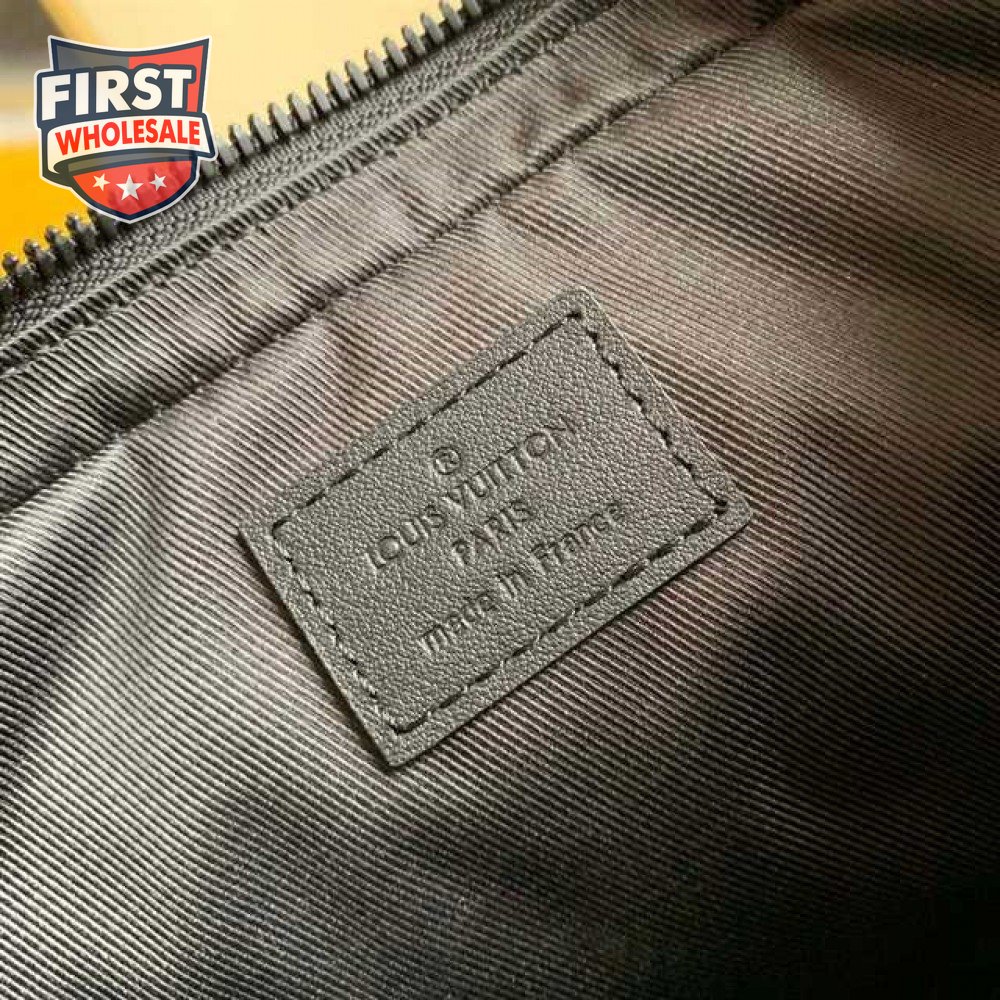 FIRST
WHOLESALE
®
LOUIS VUITTON
PARIS
made in France